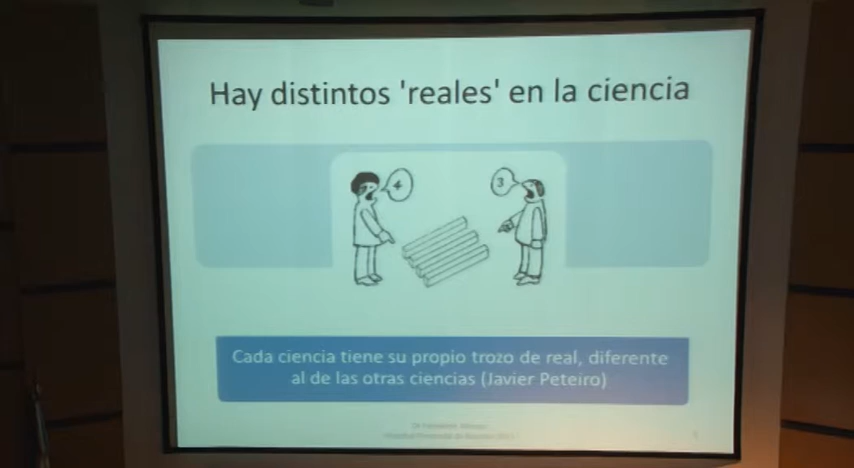 Hay distintos 'reales' en la ciencia
4
3
Cada ciencia tiene su propio trozo de real, diferente
al de las otras ciencias (Javier Peteiro)